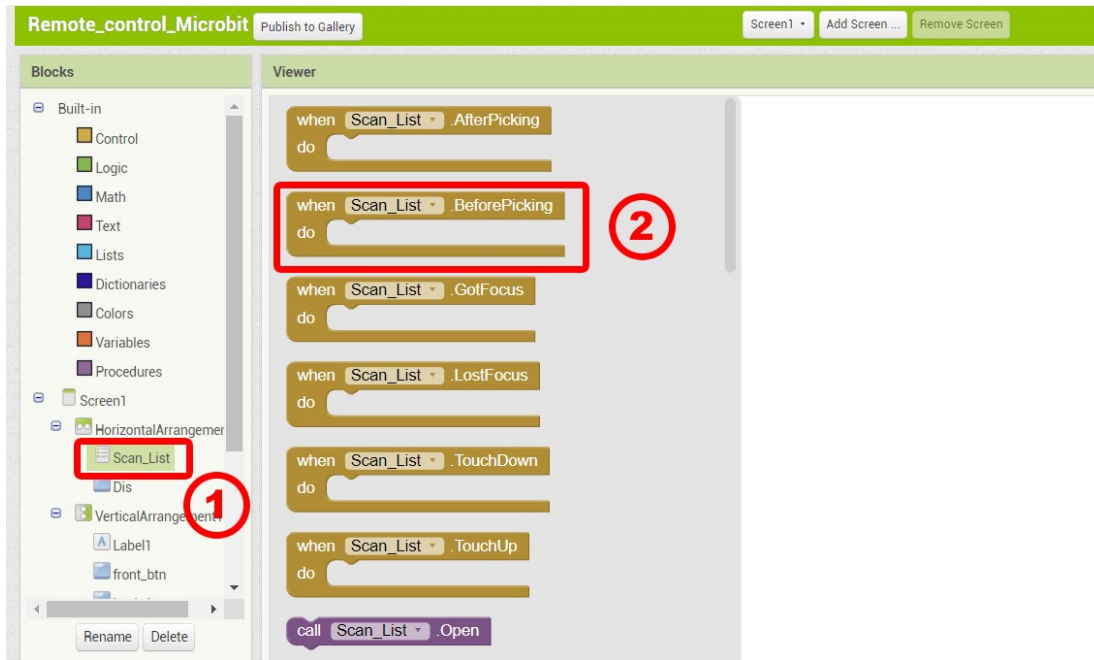 Remote_control_Microbit Publish to Gallery Screen1 Add Screen ... Remove Screen
Blocks
Viewer
Built-in
Control
Logic
Math
Text
Lists
Dictionaries
Colors
Variables
Procedures
Screen1
HorizontalArrangemer
Scan_List
Dis
1
VerticalArrangement1
Label1
front_btn
Rename Delete
when Scan_List .AfterPicking
do
when Scan_List .BeforePicking
do
2
when Scan_List .GotFocus
do
when Scan_List .LostFocus
do
when Scan_List .TouchDown
do
when Scan_List .TouchUp
do
call Scan_List .Open